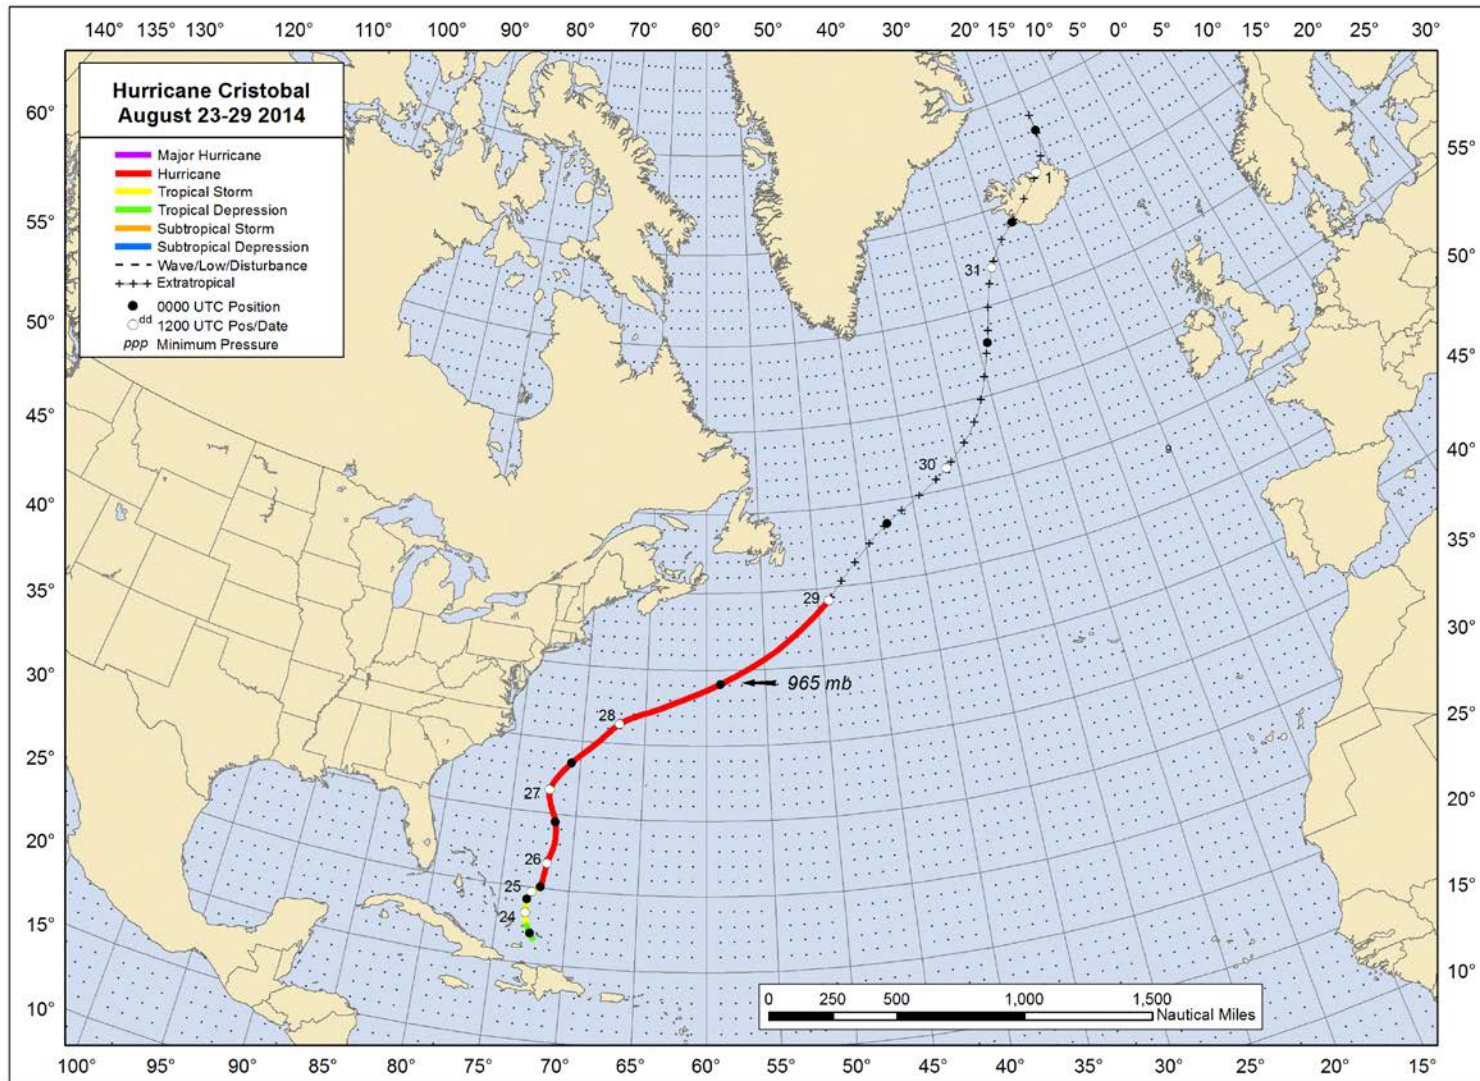 140° 135° 130° 120° 110° 100° 90° 80° 70° 60° 50° 40° 30° 20° 15° 10° 5° 0° 5° 10° 15° 20° 30°
Hurricane Cristobal
August 23-29 2014
Major Hurricane
Hurricane
Tropical Storm
Tropical Depression
Subtropical Storm
Subtropical Depression
Wave/Low/Disturbance
Extratropical
0000 UTC Position
dd 1200 UTC Pos/Date
ppp Minimum Pressure
60°
55°
50°
45°
40°
35°
30°
25°
20°
15°
10°
1
31
30
29
965 mb
28
27
26
25
24
9
55°
50°
45°
40°
35°
30°
25°
20°
15°
10°
0 250 500 1,000 1,500
Nautical Miles
100° 90° 85° 80° 75° 70° 65° 60° 55° 50° 45° 40° 35° 30° 20° 15°